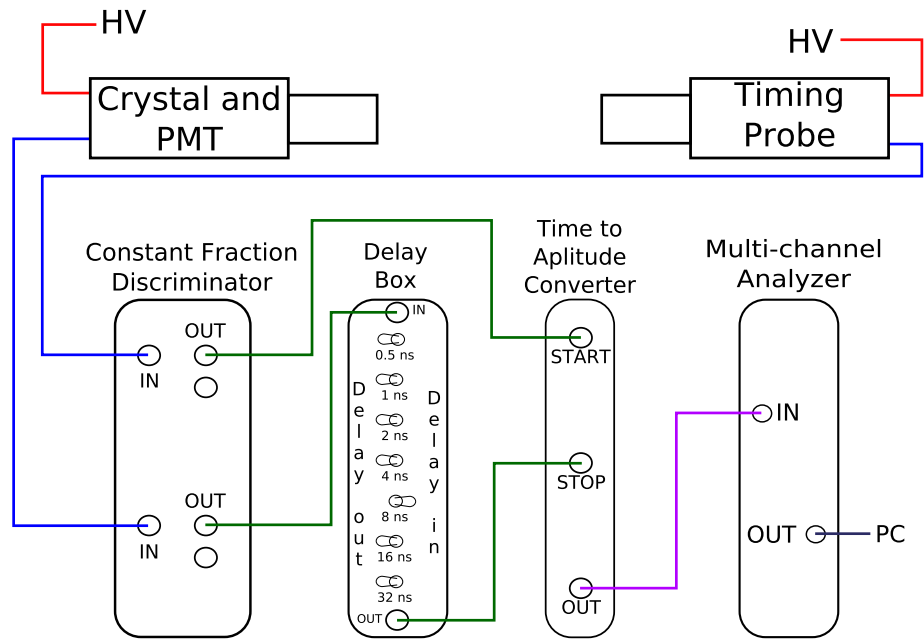 HV
HV
Crystal and
PMT
Timing
Probe
Constant Fraction
Discriminator
OUT
IN
OUT
IN
Delay
Box
IN
0.5 ns
1 ns
2 ns
4 ns
8 ns
16 ns
32 ns
Delay out
Delay in
OUT
Time to
Aplitude
Converter
START
STOP
OUT
Multi-channel
Analyzer
IN
OUT
PC